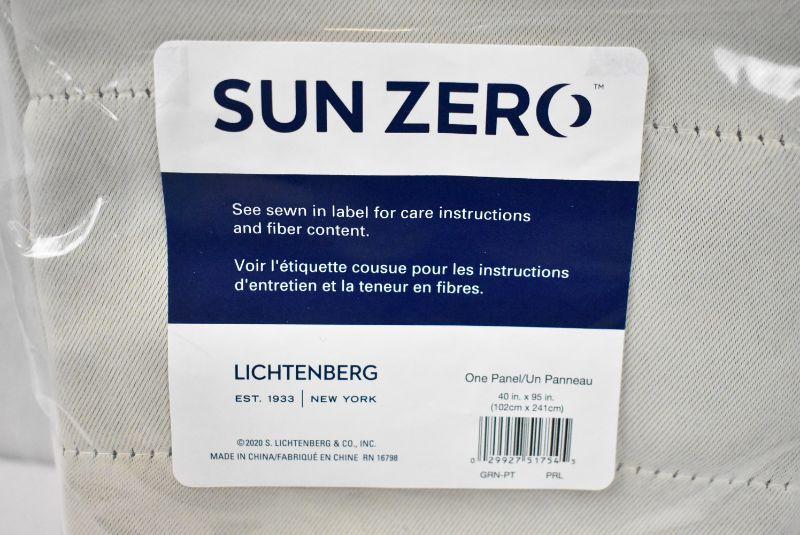 SUN ZERO™
See sewn in label for care instructions
and fiber content.
Voir l'étiquette cousue pour les instructions
d'entretien et la teneur en fibres.
LICHTENBERG
EST. 1933 | NEW YORK
©2020 S. LICHTENBERG & CO., INC.
MADE IN CHINA/FABRIQUÉ EN CHINE RN 16798
One Panel/Un Panneau
40 in. x 95 in.
(102cm x 241cm)
0 29927 51754 5
GRN-PT PRL